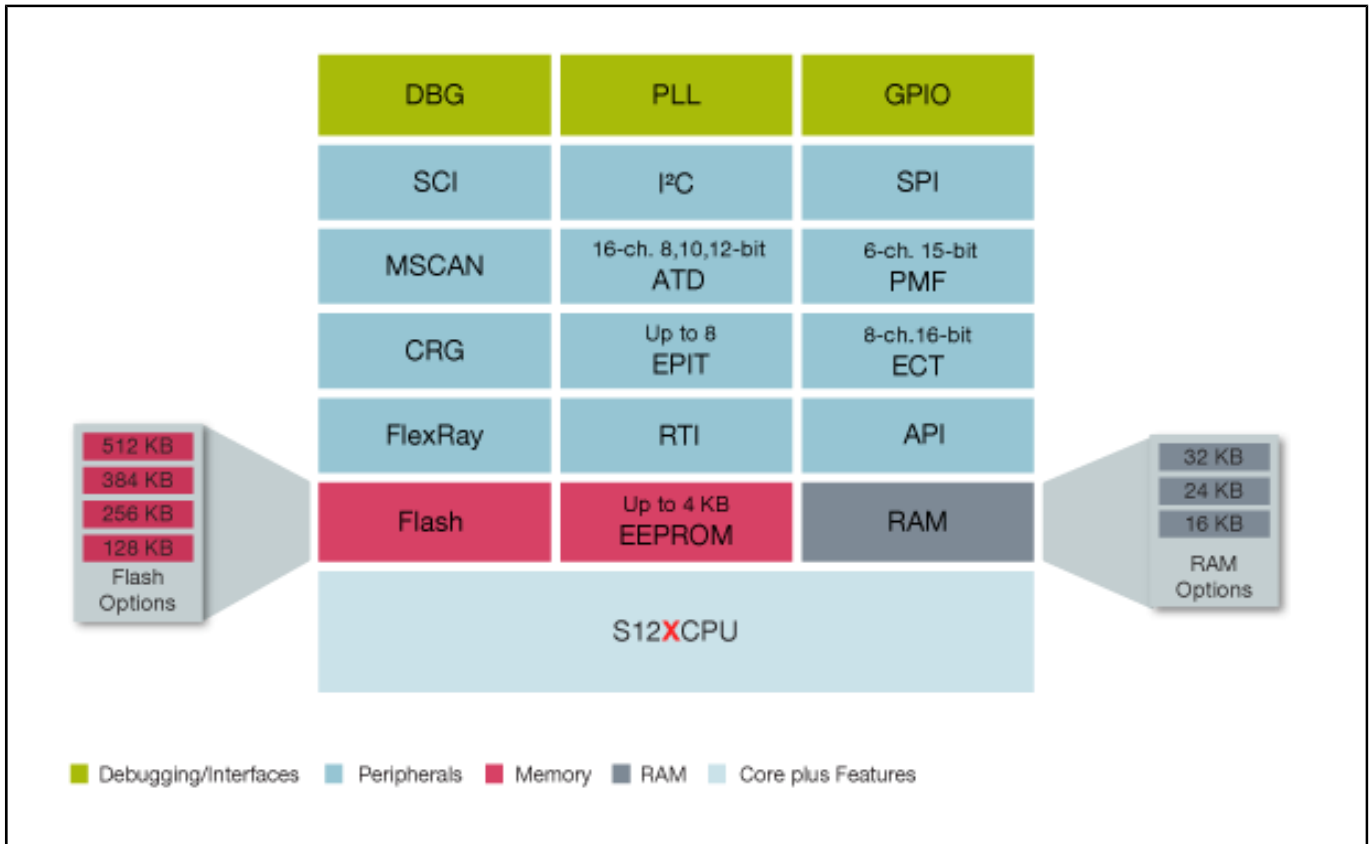 DBG
PLL
GPIO
SCI
I²C
SPI
MSCAN
16-ch. 8,10,12-bit
ATD
6-ch. 15-bit
PMF
CRG
Up to 8
EPIT
8-ch.16-bit
ECT
FlexRay
RTI
API
512 KB
384 KB
256 KB
128 KB
Flash
Options
Flash
Up to 4 KB
EEPROM
RAM
32 KB
24 KB
16 KB
RAM
Options
S12XCPU
Debugging/Interfaces
Peripherals
Memory
RAM
Core plus Features